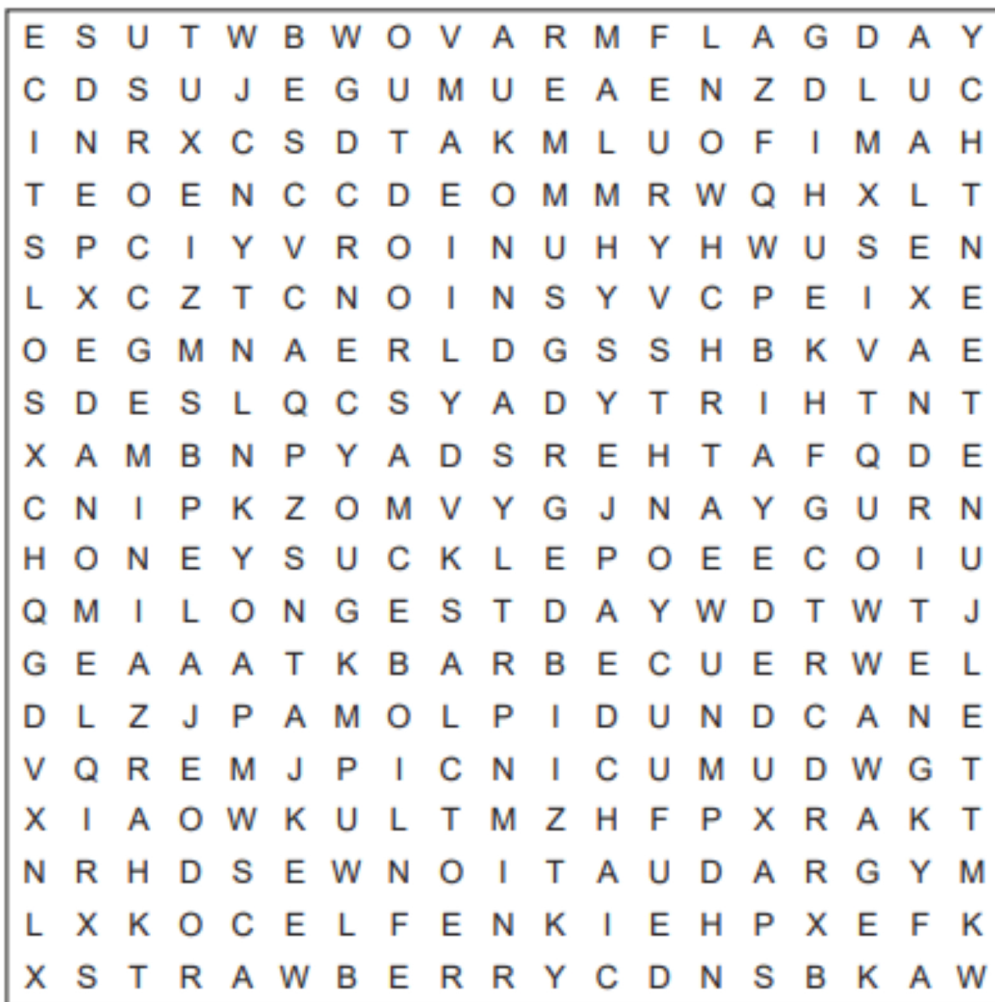 E S U T W B W O V A R M F L A G D A Y
C D S U J E G U M U E A E N Z D L U C
I N R X C S D T A K M L U O F I M A H
T E O E N C C D E O M M R W Q H X L T
S P C I Y V R O I N U H Y H W U S E N
L X C Z T C N O I N S Y V C P E I X E
O E G M N A E R L D G S S H B K V A E
S D E S L Q C S Y A D Y T R I H T N T
X A M B N P Y A D S R E H T A F Q D E
C N I P K Z O M V Y G J N A Y G U R N
H O N E Y S U C K L E P O E E C O I U
Q M I L O N G E S T D A Y W D T W T J
G E A A A T K B A R B E C U E R W E L
D L Z J P A M O L P I D U N D C A N E
V Q R E M J P I C N I C U M U D W G T
X I A O W K U L T M Z H F P X R A K T
N R H D S E W N O I T A U D A R G Y M
L X K O C E L F E N K I E H P X E F K
X S T R A W B E R R Y C D N S B K A W